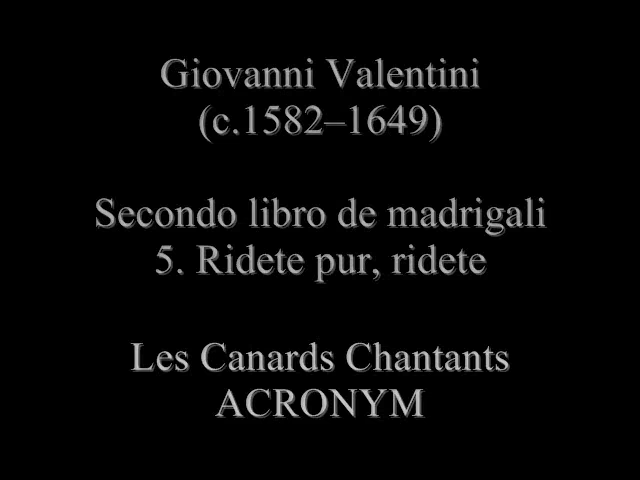 Giovanni Valentini
(c.1582–1649)
Secondo libro de madrigali
5. Ridete pur, ridete
Les Canards Chantants
ACRONYM